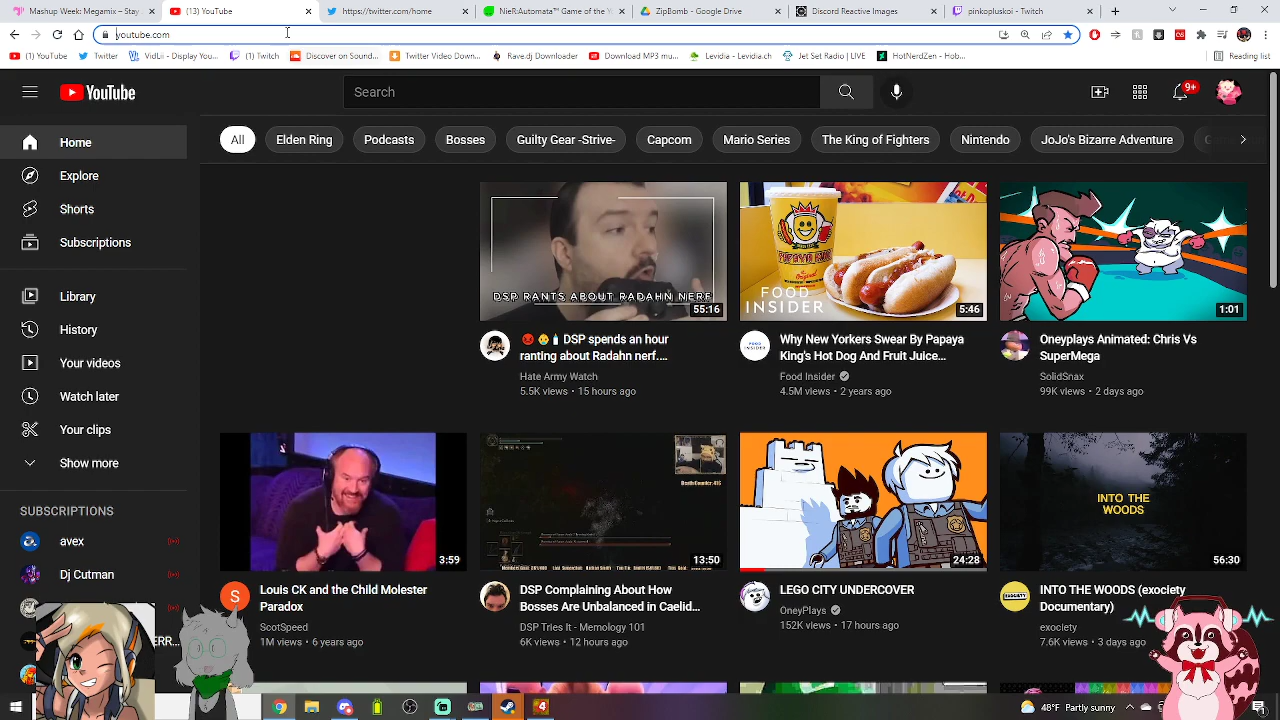 Mashup Week: Megamix – Stay
(13) YouTube
https://twitter.com/home
NieRAutomata™ Game of the
ZipBomb - Google Drive
Discord Reactive Images
pinkopluskoi - Twitch
youtube.com
(1) YouTube
Twitter
VidLii - Display You...
(1) Twitch
Discover on Sound...
Twitter Video Down...
Rave.dj Downloader
Download MP3 mu...
Levidia - Levidia.ch
Jet Set Radio | LIVE
HotNerdZen - Hob...
Reading list
YouTube
Search
9+
All
Elden Ring
Podcasts
Bosses
Guilty Gear -Strive-
Capcom
Mario Series
The King of Fighters
Nintendo
JoJo's Bizarre Adventure
Home
Explore
Shorts
Subscriptions
Library
History
Your videos
Watch later
Your clips
Show more
SUBSCRIPTIONS
avex
Dj Cutman
ERR...
DSP RANTS ABOUT RADAHN NERF
55:16
DSP spends an hour
ranting about Radahn nerf....
Hate Army Watch
5.5K views • 15 hours ago
PAPAYA KING
FOOD
INSIDER
5:46
FOOD INSIDER
Why New Yorkers Swear By Papaya
King's Hot Dog And Fruit Juice...
Food Insider
4.5M views • 2 years ago
1:01
Oneyplays Animated: Chris Y's
SuperMega
SolidSnax
99K views • 2 days ago
3:59
S
Louis CK and the Child Molester
Paradox
ScotSpeed
1M views • 6 years ago
13:50
DSP Complaining About How
Bosses Are Unbalanced in Caelid...
DSP Tries It - Memology 101
6K views • 12 hours ago
24:28
LEGO CITY UNDERCOVER
OneyPlays
152K views • 17 hours ago
INTO THE
WOODS
56:30
EXOCIETY
INTO THE WOODS (exociety
Documentary)
exociety
7.6K views • 3 days ago
48°F Partly sunny